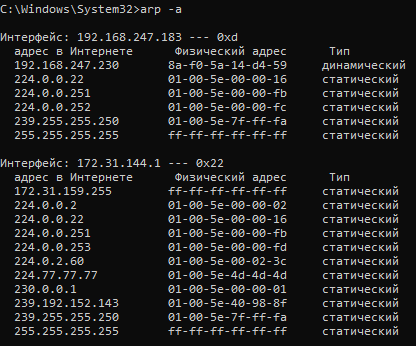 C:\Windows\System32>arp -a
Интерфейс: 192.168.247.183 --- 0xd
адрес в Интернете Физический адрес Тип
192.168.247.230 8a-f0-5a-14-d4-59 динамический
224.0.0.22 01-00-5e-00-00-16 статический
224.0.0.251 01-00-5e-00-00-fb статический
224.0.0.252 01-00-5e-00-00-fc статический
239.255.255.250 01-00-5e-7f-ff-fa статический
255.255.255.255 ff-ff-ff-ff-ff-ff статический
Интерфейс: 172.31.144.1 --- 0x22
адрес в Интернете Физический адрес Тип
172.31.159.255 ff-ff-ff-ff-ff-ff статический
224.0.0.2 01-00-5e-00-00-02 статический
224.0.0.22 01-00-5e-00-00-16 статический
224.0.0.251 01-00-5e-00-00-fb статический
224.0.0.253 01-00-5e-00-00-fd статический
224.0.2.60 01-00-5e-00-02-3c статический
224.77.77.77 01-00-5e-4d-4d-4d статический
230.0.0.1 01-00-5e-00-00-01 статический
239.192.152.143 01-00-5e-40-98-8f статический
239.255.255.250 01-00-5e-7f-ff-fa статический
255.255.255.255 ff-ff-ff-ff-ff-ff статический